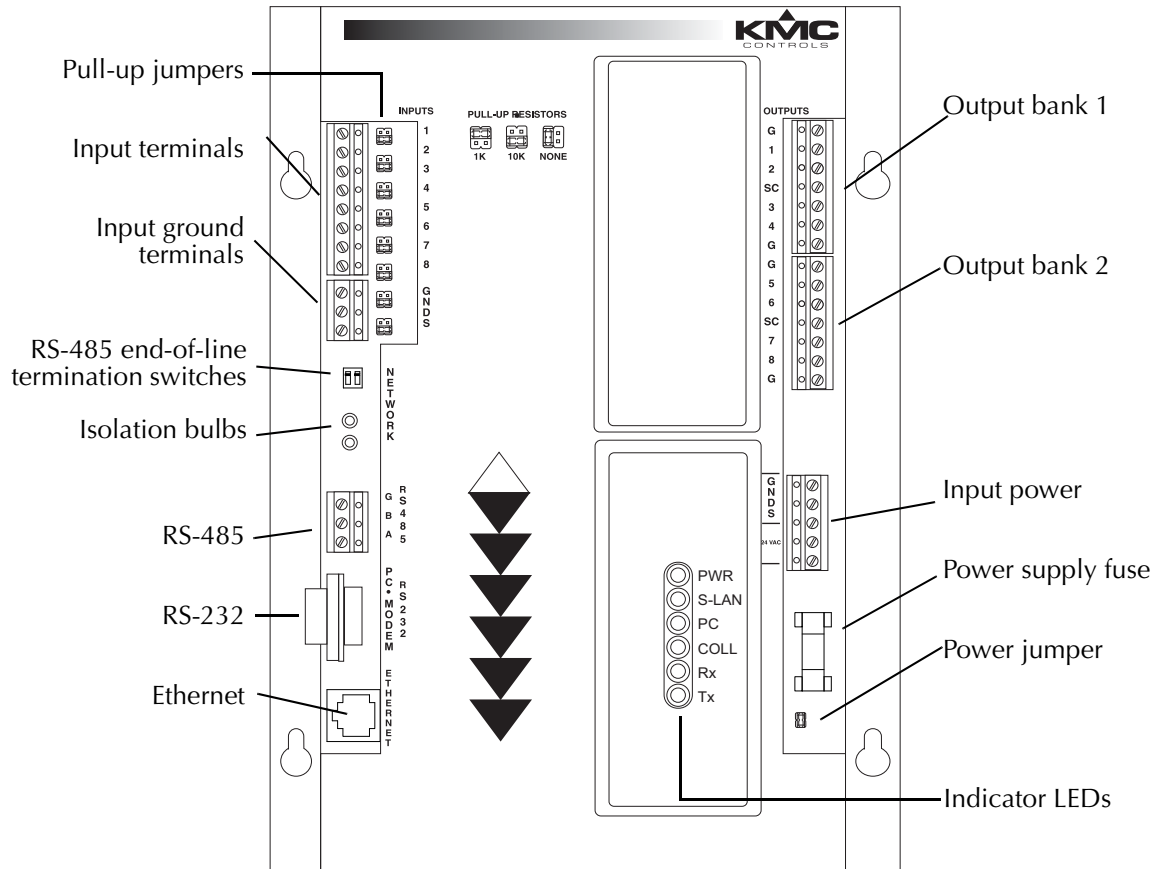 KMC
CONTROLS
Pull-up jumpers
Input terminals
Input ground
terminals
RS-485 end-of-line
termination switches
Isolation bulbs
RS-485
RS-232
Ethernet
INPUTS
1
2
3
4
5
6
7
8
GNDS
NETWORK
G B A
RS485
PC•MODEM
RS232
ETHERNET
PULL-UP RESISTORS
1K 10K NONE
PWR
S-LAN
PC
COLL
Rx
Tx
OUTPUTS
G
1
2
SC
3
4
G
G
5
6
SC
7
8
G
GNDS
24 VAC
Output bank 1
Output bank 2
Input power
Power supply fuse
Power jumper
Indicator LEDs